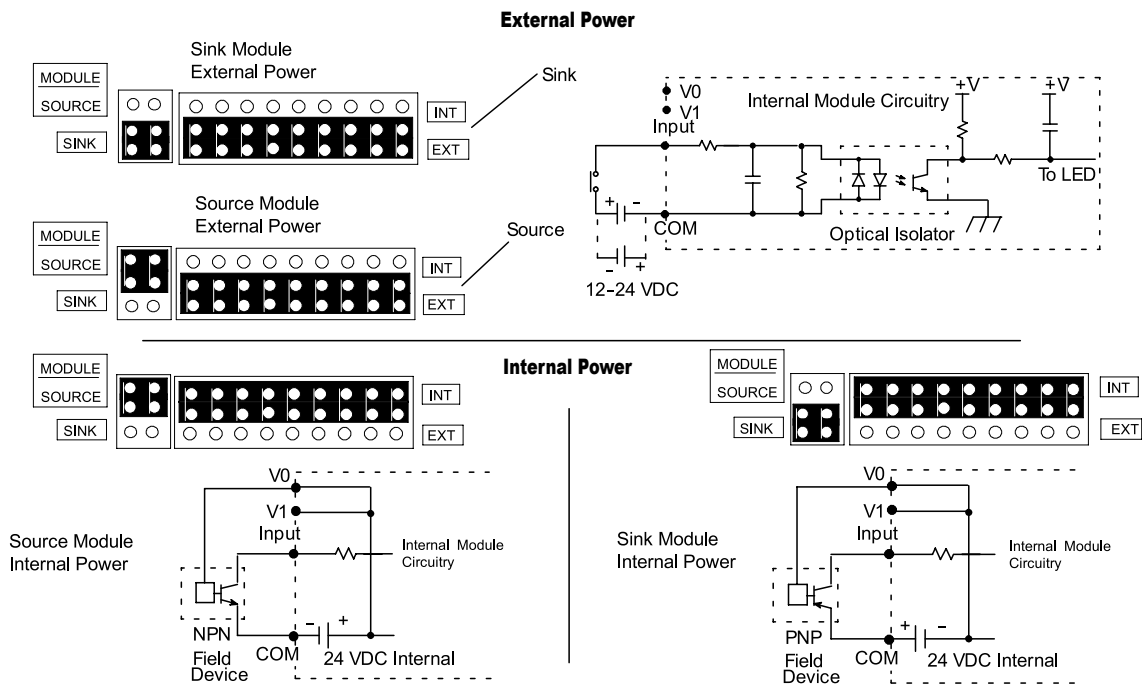 External Power
Sink Module
External Power
MODULE
SOURCE
SINK
INT
EXT
Sink
Source Module
External Power
MODULE
SOURCE
SINK
INT
EXT
Source
V0
V1
Input
Internal Module Circuitry
+V
+V
To LED
+ -
COM
Optical Isolator
- +
12-24 VDC
Internal Power
MODULE
SOURCE
SINK
INT
EXT
V0
V1
Input
Source Module
Internal Power
Internal Module
Circuitry
NPN
Field
Device
COM
- +
24 VDC Internal
MODULE
SOURCE
SINK
INT
EXT
V0
V1
Input
Sink Module
Internal Power
Internal Module
Circuitry
PNP
Field
Device
COM
+ -
24 VDC Internal